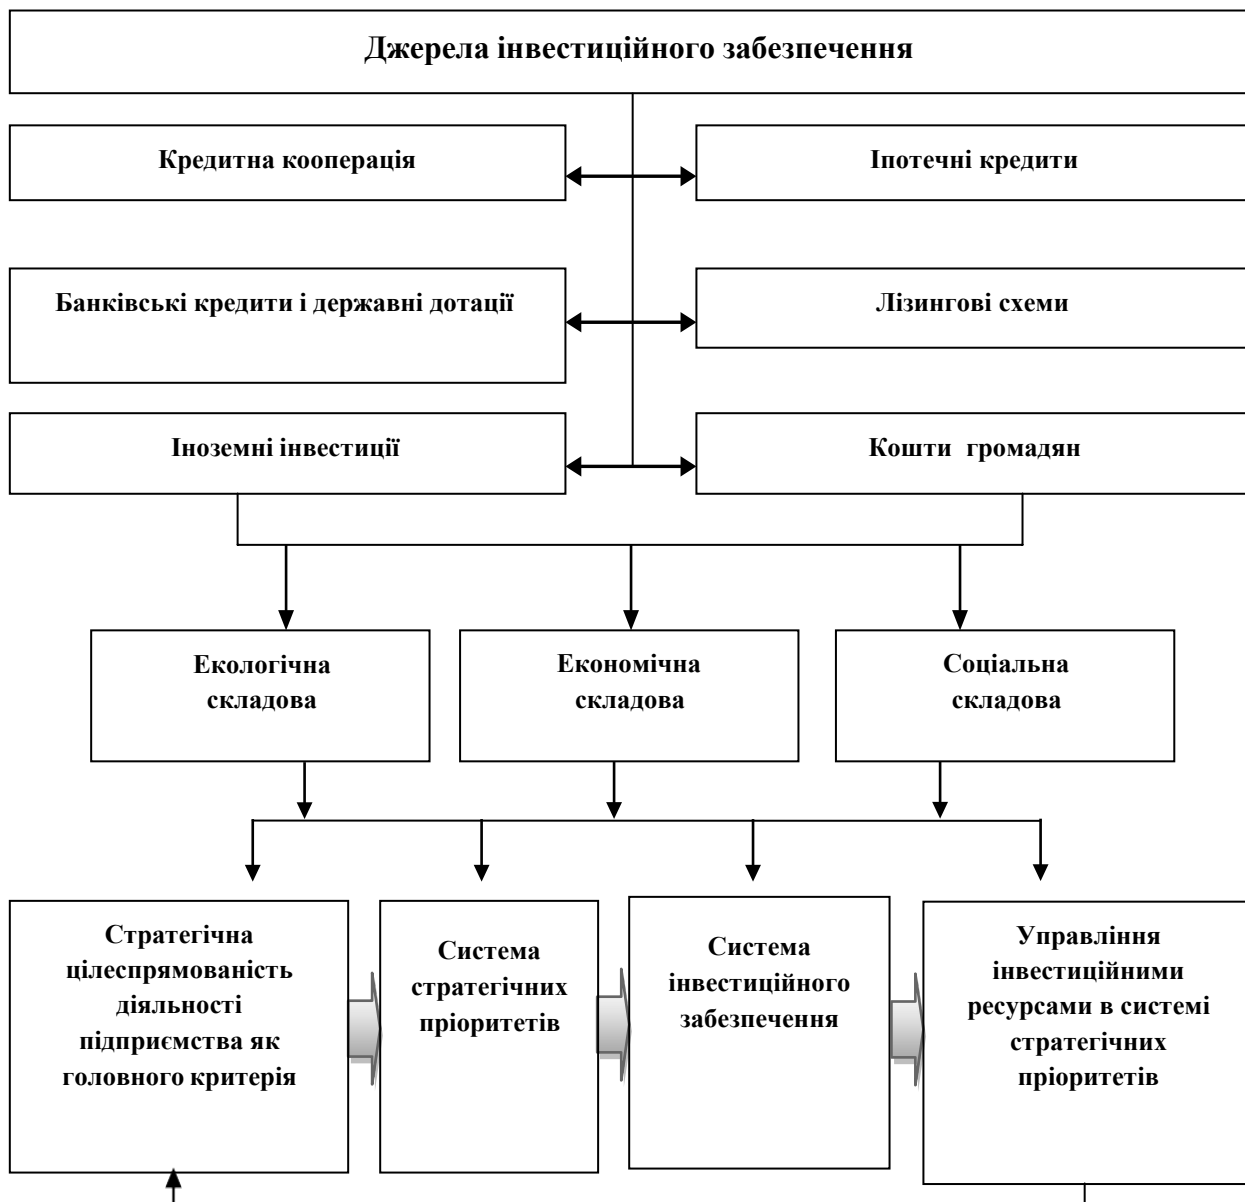 Джерела інвестиційного забезпечення
Кредитна кооперація
Іпотечні кредити
Банківські кредити і державні дотації
Лізингові схеми
Іноземні інвестиції
Кошти громадян
Екологічна
складова
Економічна
складова
Соціальна
складова
Стратегічна
цілеспрямованість
діяльності
підприємства як
головного критерія
Система
стратегічних
пріоритетів
Система
інвестиційного
забезпечення
Управління
інвестиційними
ресурсами в системі
стратегічних
пріоритетів